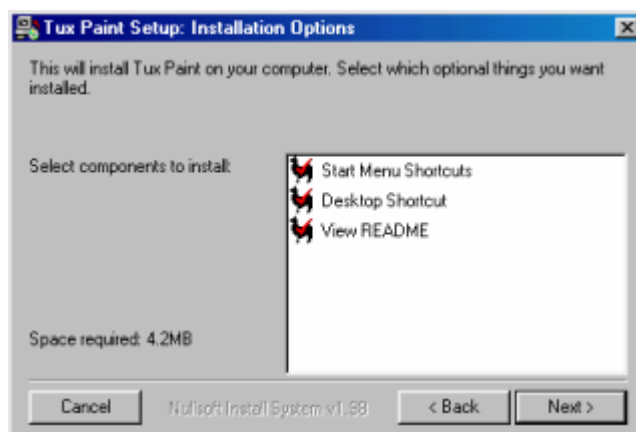 Tux Paint Setup: Installation Options
This will install Tux Paint on your computer. Select which optional things you want
installed.
Select components to install:
Start Menu Shortcuts
Desktop Shortcut
View README
Space required: 4.2MB
Cancel
Nullsoft Install System v1.98
< Back
Next >